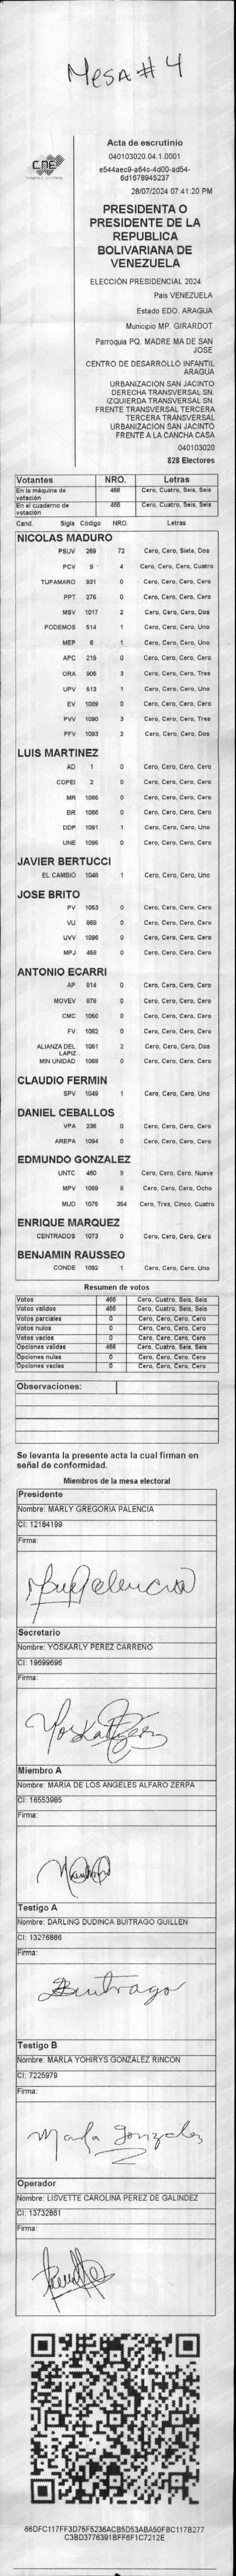 Mesa # 4
CNE
Acta de escrutinio
040103020.04.1.0001
e544aec9-a64c-4d00-ad54-
6d1678945237
28/07/2024 07:41:20 PM
PRESIDENTA O
PRESIDENTE DE LA
REPUBLICA
BOLIVARIANA DE
VENEZUELA
ELECCIÓN PRESIDENCIAL 2024
Pais VENEZUELA
Estado EDO. ARAGUA
Municipio MP. GIRARDOT
Parroquia PQ. MADRE MA DE SAN
JOSE
CENTRO DE DESARROLLO INFANTIL
ARAGUA
URBANIZACION SAN JACINTO
DERECHA TRANSVERSAL SN.
IZQUIERDA TRANSVERSAL SN.
FRENTE TRANSVERSAL TERCERA
TERCERA TRANSVERSAL
URBANIZACION SAN JACINTO
FRENTE A LA CANCHA CASA
040103020
828 Electores
Votantes NRO. Letras
En la máquina de votación 466 Cero, Cuatro, Seis, Seis
En el cuaderno de votación 466 Cero, Cuatro, Seis, Seis
Cand. Sigla Código NRO. Letras
NICOLAS MADURO
PSUV 269 72 Cero, Cero, Siete, Dos
PCV 9 4 Cero, Cero, Cero, Cuatro
TUPAMARO 931 0 Cero, Cero, Cero, Cero
PPT 276 0 Cero, Cero, Cero, Cero
MSV 1017 2 Cero, Cero, Cero, Dos
PODEMOS 514 1 Cero, Cero, Cero, Uno
MEP 6 1 Cero, Cero, Cero, Uno
APC 219 0 Cero, Cero, Cero, Cero
ORA 906 3 Cero, Cero, Cero, Tres
UPV 513 1 Cero, Cero, Cero, Uno
EV 1089 0 Cero, Cero, Cero, Cero
PVV 1090 3 Cero, Cero, Cero, Tres
PFV 1093 2 Cero, Cero, Cero, Dos
LUIS MARTINEZ
AD 1 0 Cero, Cero, Cero, Cero
COPEI 2 0 Cero, Cero, Cero, Cero
MR 1065 0 Cero, Cero, Cero, Cero
BR 1066 0 Cero, Cero, Cero, Cero
DDP 1091 1 Cero, Cero, Cero, Uno
UNE 1095 0 Cero, Cero, Cero, Cero
JAVIER BERTUCCI
EL CAMBIO 1048 1 Cero, Cero, Cero, Uno
JOSE BRITO
PV 1053 0 Cero, Cero, Cero, Cero
VU 868 0 Cero, Cero, Cero, Cero
UVV 1096 0 Cero, Cero, Cero, Cero
MPJ 458 0 Cero, Cero, Cero, Cero
ANTONIO ECARRI
AP 814 0 Cero, Cero, Cero, Cero
MOVEV 878 0 Cero, Cero, Cero, Cero
CMC 1050 0 Cero, Cero, Cero, Cero
FV 1062 0 Cero, Cero, Cero, Cero
ALIANZA DEL LAPIZ 1051 2 Cero, Cero, Cero, Dos
MIN UNIDAD 1068 0 Cero, Cero, Cero, Cero
CLAUDIO FERMIN
SPV 1049 1 Cero, Cero, Cero, Uno
DANIEL CEBALLOS
VPA 236 0 Cero, Cero, Cero, Cero
AREPA 1094 0 Cero, Cero, Cero, Cero
EDMUNDO GONZALEZ
UNTC 460 9 Cero, Cero, Cero, Nueve
MPV 1069 8 Cero, Cero, Cero, Ocho
MUD 1075 354 Cero, Tres, Cinco, Cuatro
ENRIQUE MARQUEZ
CENTRADOS 1073 0 Cero, Cero, Cero, Cero
BENJAMIN RAUSSEO
CONDE 1092 1 Cero, Cero, Cero, Uno
Resumen de votos
Votos 466 Cero, Cuatro, Seis, Seis
Votos validos 466 Cero, Cuatro, Seis, Seis
Votos parciales 0 Cero, Cero, Cero, Cero
Votos nulos 0 Cero, Cero, Cero, Cero
Votos vacios 0 Cero, Cero, Cero, Cero
Opciones validas 466 Cero, Cuatro, Seis, Seis
Opciones nulas 0 Cero, Cero, Cero, Cero
Opciones vacias 0 Cero, Cero, Cero, Cero
Observaciones:
Se levanta la presente acta la cual firman en
señal de conformidad.
Miembros de la mesa electoral
Presidente
Nombre: MARLY GREGORIA PALENCIA
CI: 12184199
Firma:
Secretario
Nombre: YOSKARLY PEREZ CARREÑO
CI: 19699696
Firma:
Miembro A
Nombre: MARIA DE LOS ANGELES ALFARO ZERPA
CI: 16553985
Firma:
Testigo A
Nombre: DARLING DUDINCA BUITRAGO GUILLEN
CI: 13276886
Firma:
Buitrago
Testigo B
Nombre: MARLA YOHIRYS GONZALEZ RINCON
CI: 7225979
Firma:
Marla Gonzalez
Operador
Nombre: LISVETTE CAROLINA PEREZ DE GALINDEZ
CI: 13732861
Firma:
66DFC117FF3D75F5236ACB5D53ABA50FBC117B277
C3BD3776391BFF6F1C7212E